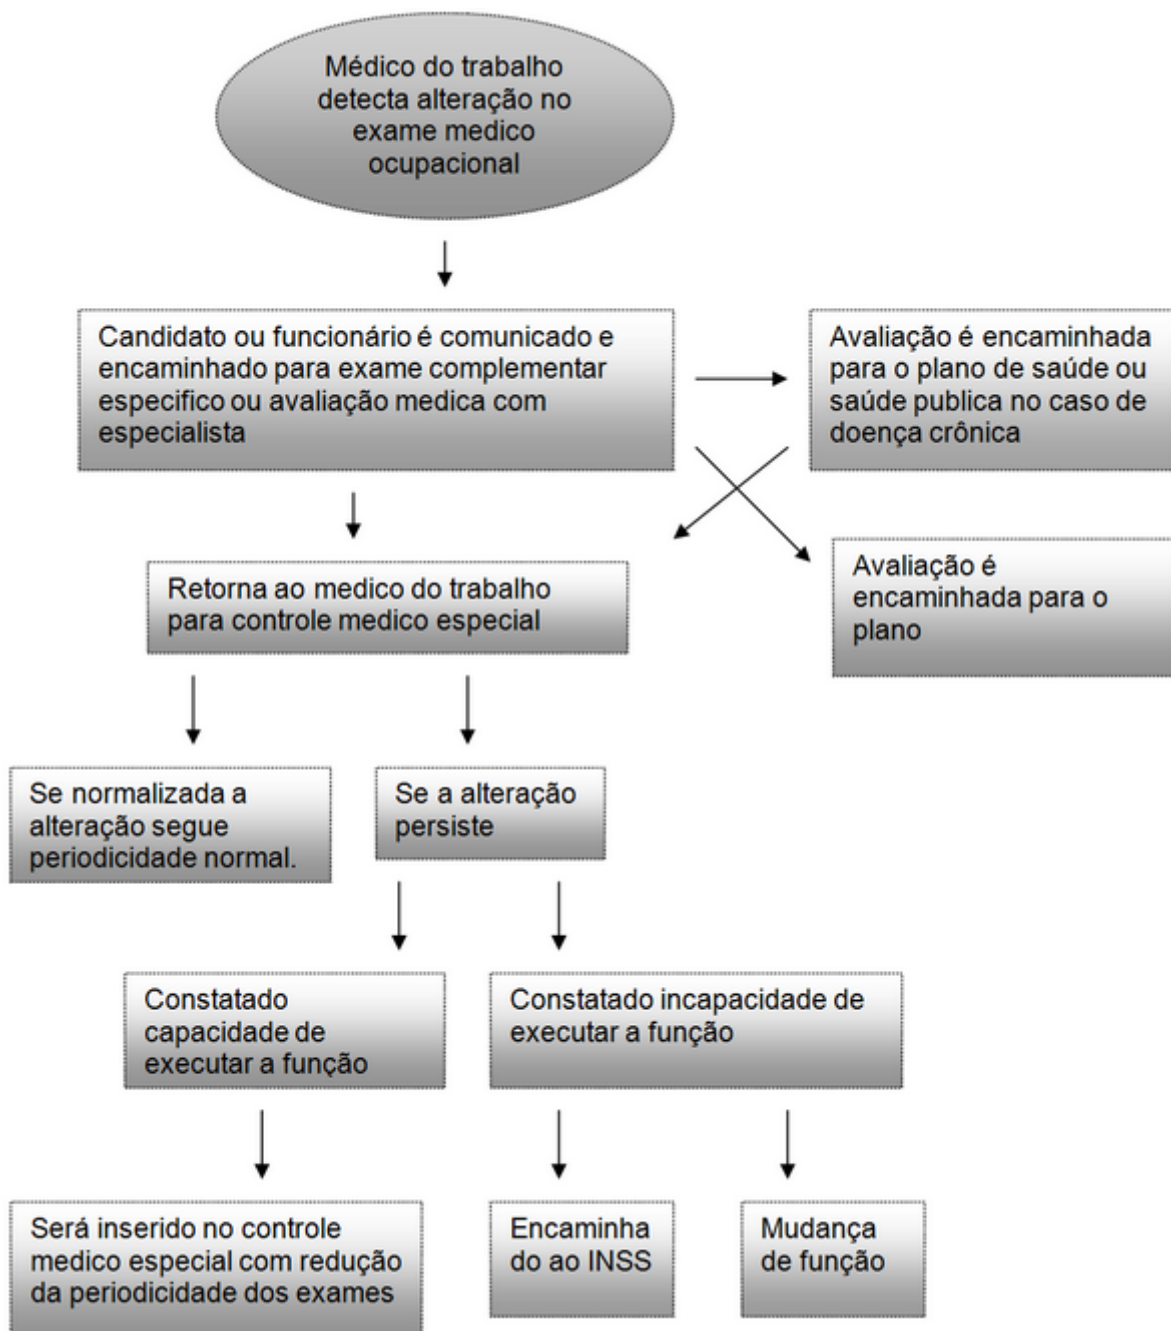 Médico do trabalho
detecta alteração no
exame medico
ocupacional
Candidato ou funcionário é comunicado e
encaminhado para exame complementar
especifico ou avaliação medica com
especialista
Avaliação é encaminhada
para o plano de saúde ou
saúde publica no caso de
doença crônica
Retorna ao medico do trabalho
para controle medico especial
Avaliação é
encaminhada para o
plano
Se normalizada a
alteração segue
periodicidade normal.
Se a alteração
persiste
Constatado
capacidade de
executar a função
Constatado incapacidade de
executar a função
Será inserido no controle
medico especial com redução
da periodicidade dos exames
Encaminha
do ao INSS
Mudança
de função